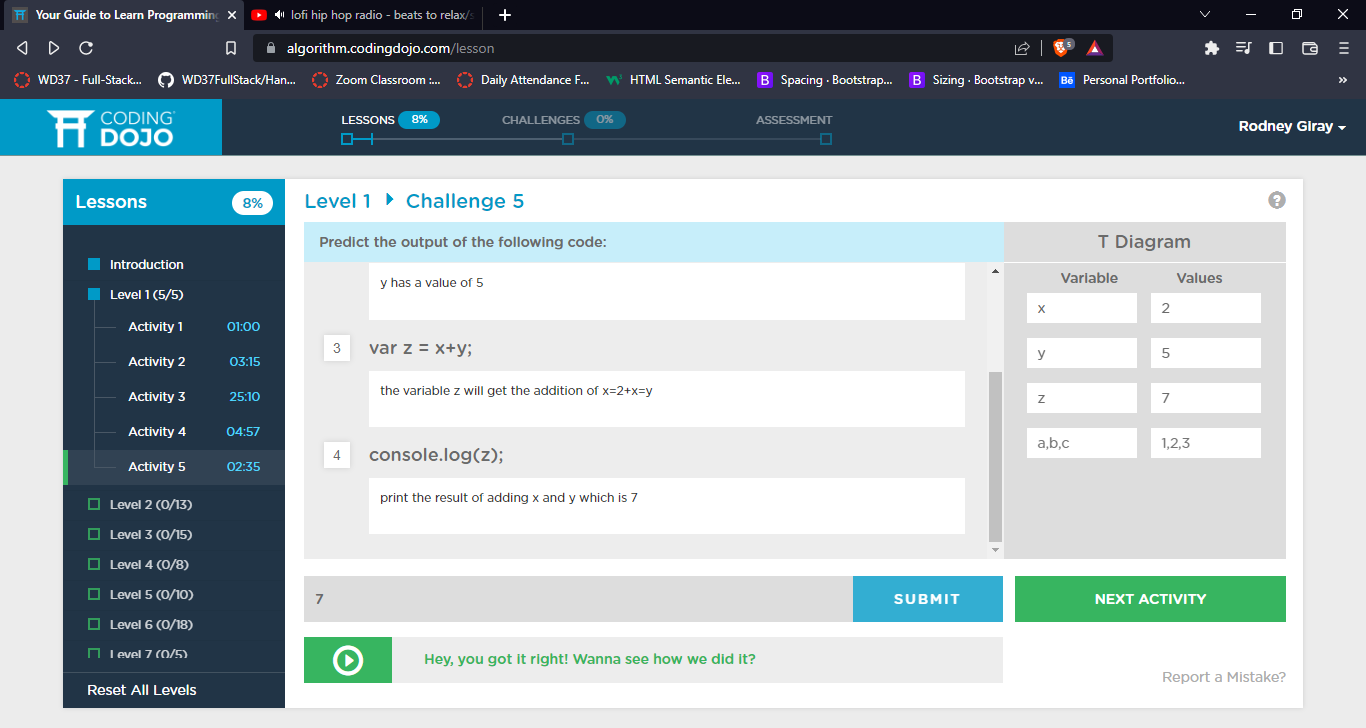 Your Guide to Learn Programming
lofi hip hop radio - beats to relax/s
algorithm.codingdojo.com/lesson
5
WD37 - Full-Stack...
WD37FullStack/Han...
Zoom Classroom :...
Daily Attendance F...
HTML Semantic Ele...
B
Spacing · Bootstrap...
B
Sizing · Bootstrap v...
Bē
Personal Portfolio...
CODING
DOJO
LESSONS 8%
CHALLENGES 0%
ASSESSMENT
Rodney Giray
Lessons 8%
Introduction
Level 1 (5/5)
Activity 1 01:00
Activity 2 03:15
Activity 3 25:10
Activity 4 04:57
Activity 5 02:35
Level 2 (0/13)
Level 3 (0/15)
Level 4 (0/8)
Level 5 (0/10)
Level 6 (0/18)
Level 7 (0/5)
Reset All Levels
Level 1 Challenge 5
?
Predict the output of the following code:
y has a value of 5
3 var z = x+y;
the variable z will get the addition of x=2+x=y
4 console.log(z);
print the result of adding x and y which is 7
T Diagram
Variable Values
x 2
y 5
z 7
a,b,c 1,2,3
7
SUBMIT
NEXT ACTIVITY
Hey, you got it right! Wanna see how we did it?
Report a Mistake?